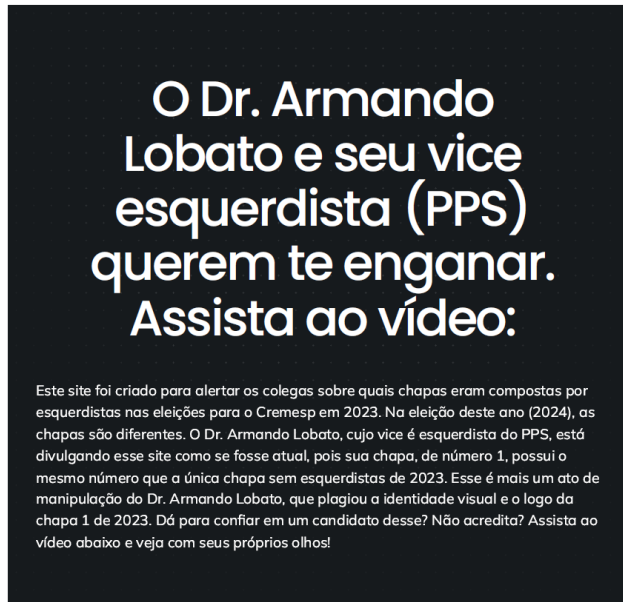 O Dr. Armando
Lobato e seu vice
esquerdista (PPS)
querem te enganar.
Assista ao vídeo:
Este site foi criado para alertar os colegas sobre quais chapas eram compostas por
esquerdistas nas eleições para o Cremesp em 2023. Na eleição deste ano (2024), as
chapas são diferentes. O Dr. Armando Lobato, cujo vice é esquerdista do PPS, está
divulgando esse site como se fosse atual, pois sua chapa, de número 1, possui o
mesmo número que a única chapa sem esquerdistas de 2023. Esse é mais um ato de
manipulação do Dr. Armando Lobato, que plagiou a identidade visual e o logo da
chapa 1 de 2023. Dá para confiar em um candidato desse? Não acredita? Assista ao
vídeo abaixo e veja com seus próprios olhos!